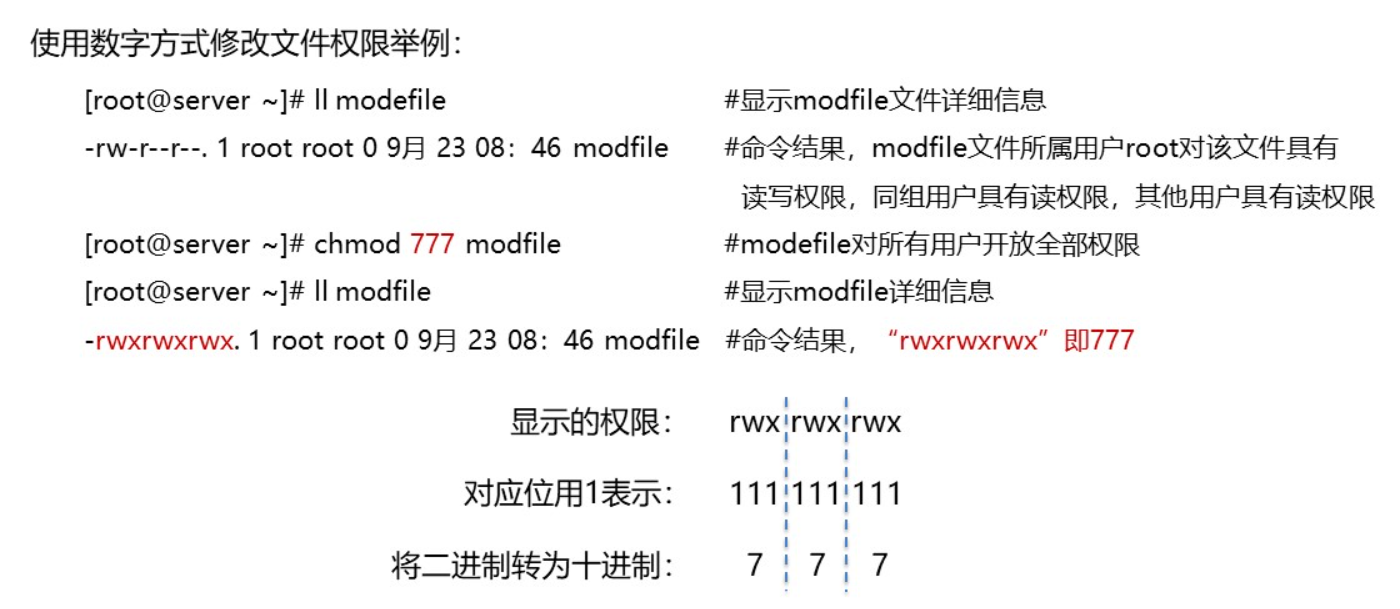 使用数字方式修改文件权限举例：
[root@server ~]# ll modefile #显示modfile文件详细信息
-rw-r--r--. 1 root root 0 9月 23 08：46 modfile #命令结果，modfile文件所属用户root对该文件具有
读写权限，同组用户具有读权限，其他用户具有读权限
[root@server ~]# chmod 777 modfile #modefile对所有用户开放全部权限
[root@server ~]# ll modfile #显示modfile详细信息
-rwxrwxrwx. 1 root root 0 9月 23 08：46 modfile #命令结果，“rwxrwxrwx”即777
显示的权限： rwx rwx rwx
对应位用1表示： 111 111 111
将二进制转为十进制： 7 7 7